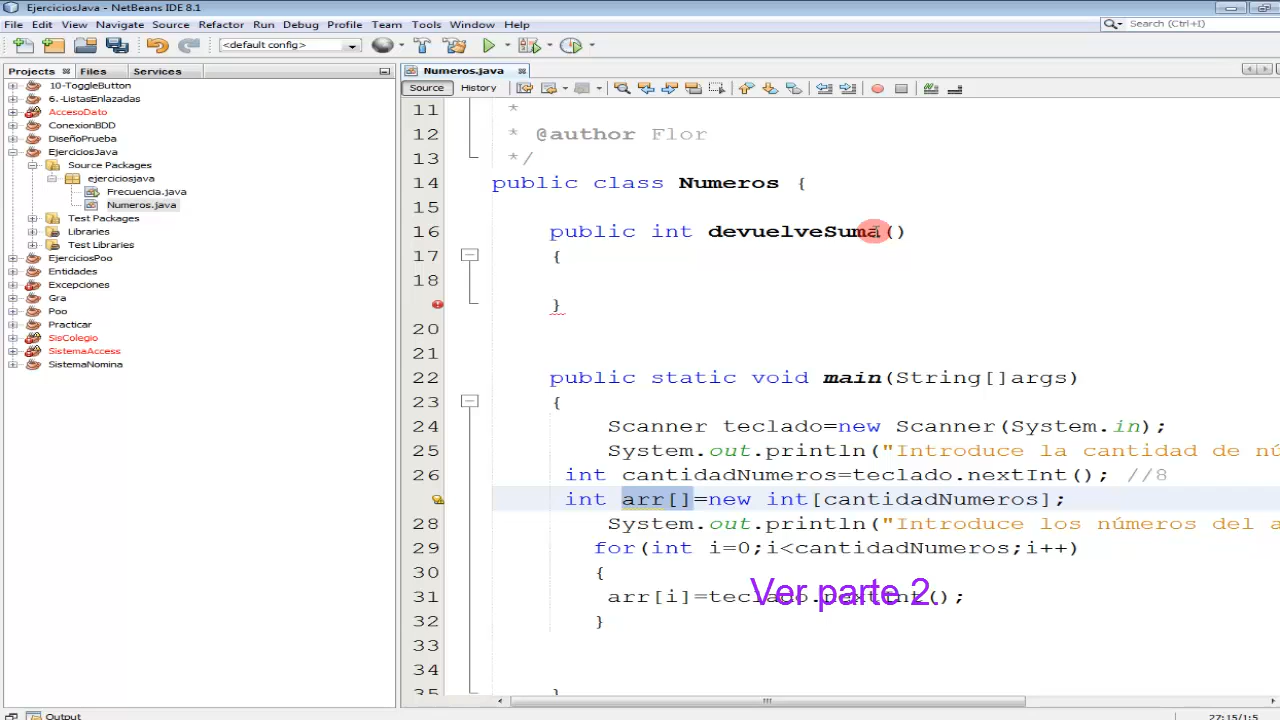 EjerciciosJava - NetBeans IDE 8.1
File Edit View Navigate Source Refactor Run Debug Profile Team Tools Window Help
Search (Ctrl+I)
<default config>
Projects Files Services
10-ToggleButton
6.-ListasEnlazadas
AccesoDato
ConexionBDD
DiseñoPrueba
EjerciciosJava
Source Packages
ejerciciosjava
Frecuencia.java
Numeros.java
Test Packages
Libraries
Test Libraries
EjerciciosPoo
Entidades
Excepciones
Gra
Poo
Practicar
SisColegio
SistemaAccess
SistemaNomina
Numeros.java
Source History
11 *
12 * @author Flor
13 */
14 public class Numeros {
15
16 public int devuelveSuma()
17 {
18
}
20
21
22 public static void main(String[]args)
23 {
24 Scanner teclado=new Scanner(System.in);
25 System.out.println("Introduce la cantidad de nú
26 int cantidadNumeros=teclado.nextInt(); //8
int arr[]=new int[cantidadNumeros];
28 System.out.println("Introduce los números del a
29 for(int i=0;i<cantidadNumeros;i++)
30 {
31 arr[i]=teclado.nextInt();
Ver parte 2.
32 }
33
34
35 }
Output
27:15/1:5